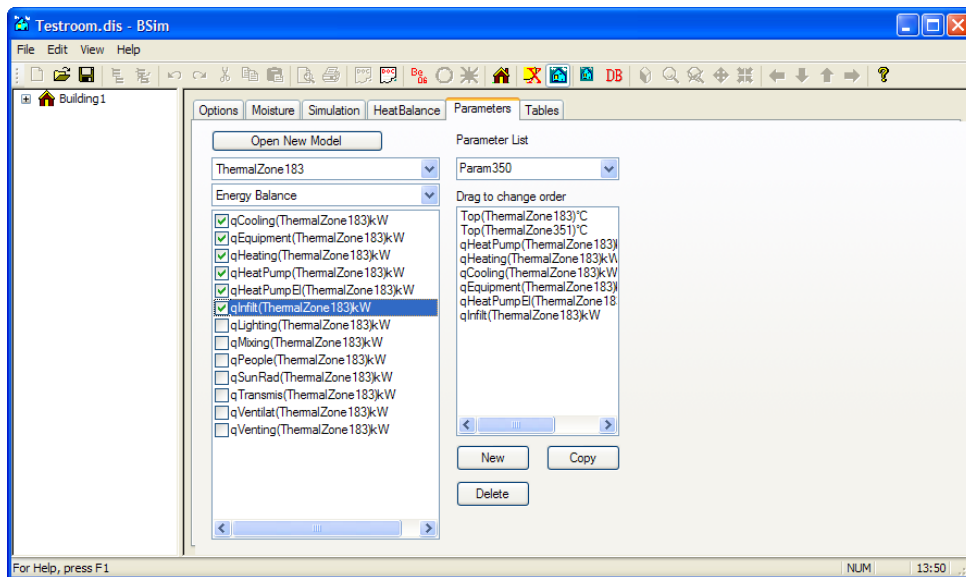 Testroom.dis - BSim
File Edit View Help
DB
Building1
Options Moisture Simulation HeatBalance Parameters Tables
Open New Model
Parameter List
ThermalZone183
Param350
Energy Balance
Drag to change order
qCooling(ThermalZone183)kW
qEquipment(ThermalZone183)kW
qHeating(ThermalZone183)kW
qHeatPump(ThermalZone183)kW
qHeatPumpEl(ThermalZone183)kW
qInfilt(ThermalZone183)kW
qLighting(ThermalZone183)kW
qMixing(ThermalZone183)kW
qPeople(ThermalZone183)kW
qSunRad(ThermalZone183)kW
qTransmis(ThermalZone183)kW
qVentilat(ThermalZone183)kW
qVenting(ThermalZone183)kW
Top(ThermalZone183)°C
Top(ThermalZone351)°C
qHeatPump(ThermalZone183)
qHeating(ThermalZone183)kW
qCooling(ThermalZone183)kW
qEquipment(ThermalZone183)
qHeatPumpEl(ThermalZone18
qInfilt(ThermalZone183)kW
New Copy
Delete
For Help, press F1
NUM 13:50